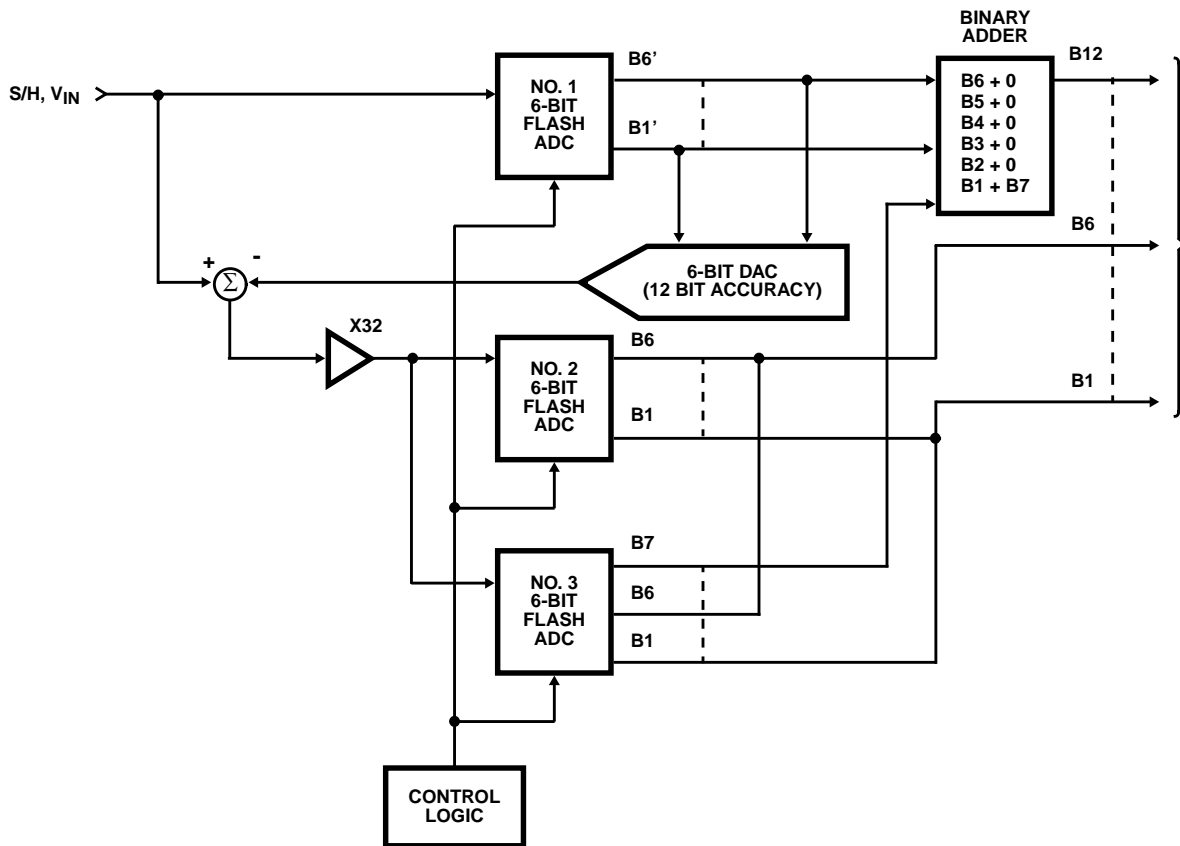 BINARY
ADDER
B12
B6’
NO. 1
6-BIT
FLASH
ADC
B1’
S/H, VIN
B6 + 0
B5 + 0
B4 + 0
B3 + 0
B2 + 0
B1 + B7
B6
+
-
Σ
6-BIT DAC
(12 BIT ACCURACY)
X32
B6
NO. 2
6-BIT
FLASH
ADC
B1
B1
B7
NO. 3
6-BIT
FLASH
ADC
B6
B1
CONTROL
LOGIC